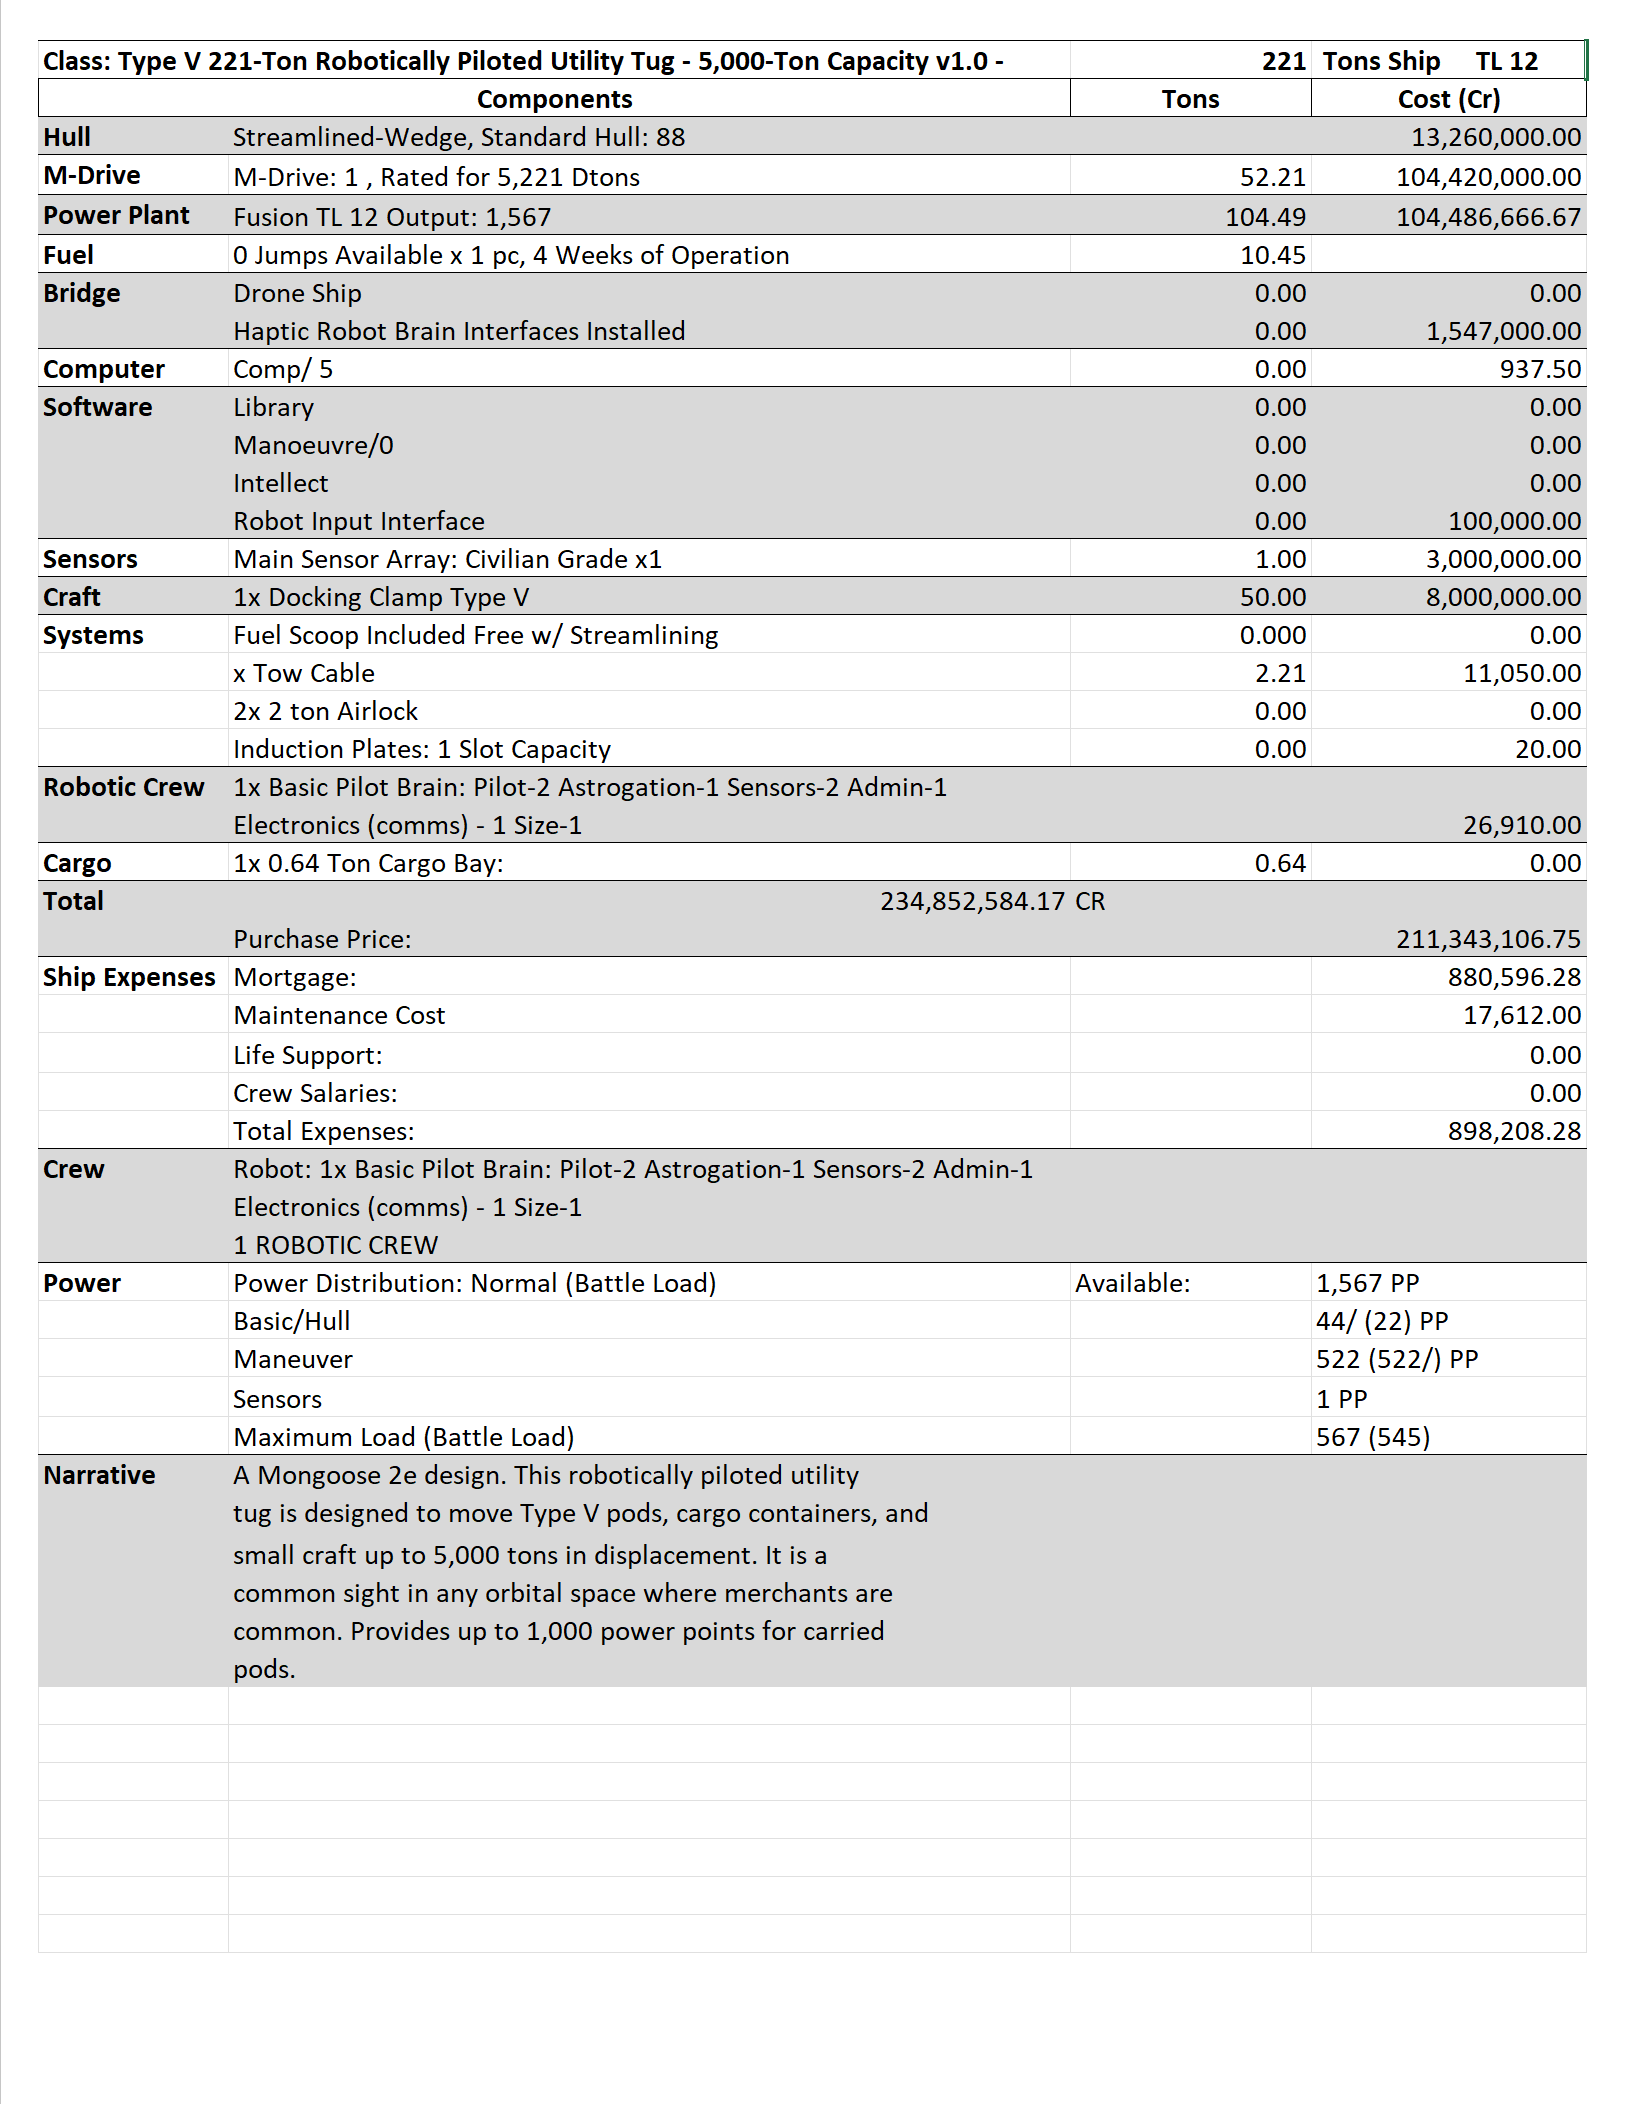 Class: Type V 221-Ton Robotically Piloted Utility Tug - 5,000-Ton Capacity v1.0 - 221 Tons Ship TL 12
Components Tons Cost (Cr)
Hull Streamlined-Wedge, Standard Hull: 88 13,260,000.00
M-Drive M-Drive: 1 , Rated for 5,221 Dtons 52.21 104,420,000.00
Power Plant Fusion TL 12 Output: 1,567 104.49 104,486,666.67
Fuel 0 Jumps Available x 1 pc, 4 Weeks of Operation 10.45
Bridge Drone Ship 0.00 0.00
Haptic Robot Brain Interfaces Installed 0.00 1,547,000.00
Computer Comp/ 5 0.00 937.50
Software Library 0.00 0.00
Manoeuvre/0 0.00 0.00
Intellect 0.00 0.00
Robot Input Interface 0.00 100,000.00
Sensors Main Sensor Array: Civilian Grade x1 1.00 3,000,000.00
Craft 1x Docking Clamp Type V 50.00 8,000,000.00
Systems Fuel Scoop Included Free w/ Streamlining 0.000 0.00
x Tow Cable 2.21 11,050.00
2x 2 ton Airlock 0.00 0.00
Induction Plates: 1 Slot Capacity 0.00 20.00
Robotic Crew 1x Basic Pilot Brain: Pilot-2 Astrogation-1 Sensors-2 Admin-1
Electronics (comms) - 1 Size-1 26,910.00
Cargo 1x 0.64 Ton Cargo Bay: 0.64 0.00
Total 234,852,584.17 CR
Purchase Price: 211,343,106.75
Ship Expenses Mortgage: 880,596.28
Maintenance Cost 17,612.00
Life Support: 0.00
Crew Salaries: 0.00
Total Expenses: 898,208.28
Crew Robot: 1x Basic Pilot Brain: Pilot-2 Astrogation-1 Sensors-2 Admin-1
Electronics (comms) - 1 Size-1
1 ROBOTIC CREW
Power Power Distribution: Normal (Battle Load) Available: 1,567 PP
Basic/Hull 44/ (22) PP
Maneuver 522 (522/) PP
Sensors 1 PP
Maximum Load (Battle Load) 567 (545)
Narrative A Mongoose 2e design. This robotically piloted utility
tug is designed to move Type V pods, cargo containers, and
small craft up to 5,000 tons in displacement. It is a
common sight in any orbital space where merchants are
common. Provides up to 1,000 power points for carried
pods.